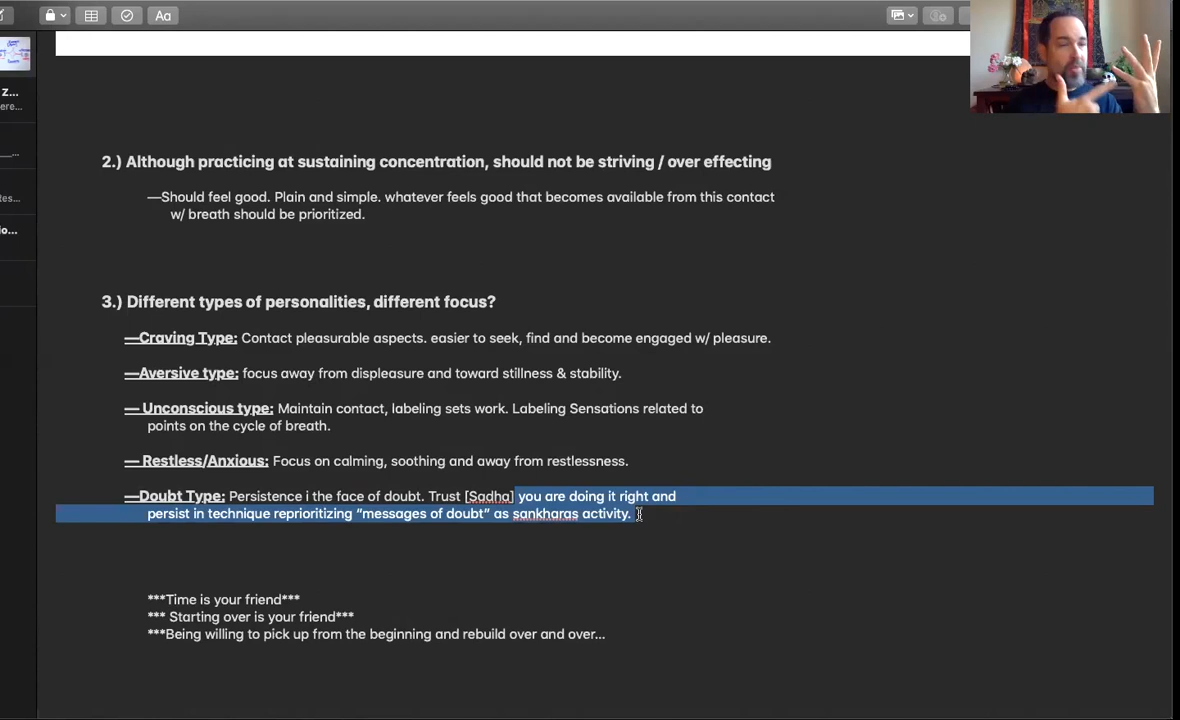 Aa
Z...
ere...
__...
tes...
io...
2.) Although practicing at sustaining concentration, should not be striving / over effecting
—Should feel good. Plain and simple. whatever feels good that becomes available from this contact
w/ breath should be prioritized.
3.) Different types of personalities, different focus?
—Craving Type: Contact pleasurable aspects. easier to seek, find and become engaged w/ pleasure.
—Aversive type: focus away from displeasure and toward stillness & stability.
— Unconscious type: Maintain contact, labeling sets work. Labeling Sensations related to
points on the cycle of breath.
— Restless/Anxious: Focus on calming, soothing and away from restlessness.
—Doubt Type: Persistence i the face of doubt. Trust [Sadha] you are doing it right and
persist in technique reprioritizing “messages of doubt” as sankharas activity.
***Time is your friend***
*** Starting over is your friend***
***Being willing to pick up from the beginning and rebuild over and over...